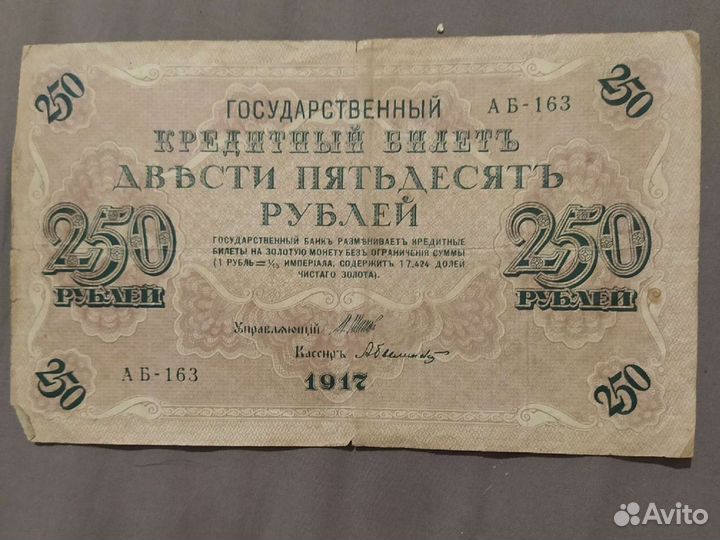 250
250
ГОСУДАРСТВЕННЫЙ
АБ-163
КРЕДИТНЫЙ БИЛЕТЪ
ДВѢСТИ ПЯТЬДЕСЯТЪ
РУБЛЕЙ
250
РУБЛЕЙ
ГОСУДАРСТВЕННЫЙ БАНКЪ РАЗМѢНИВАЕТЪ КРЕДИТНЫЕ
БИЛЕТЫ НА ЗОЛОТУЮ МОНЕТУ БЕЗЪ ОГРАНИЧЕНІЯ СУММЫ
(1 РУБЛЬ = 1/15 ИМПЕРІАЛА, СОДЕРЖИТЪ 17,424 ДОЛЕЙ
ЧИСТАГО ЗОЛОТА).
250
РУБЛЕЙ
Управляющій
Кассиръ
АБ-163
1917
250
250
Avito